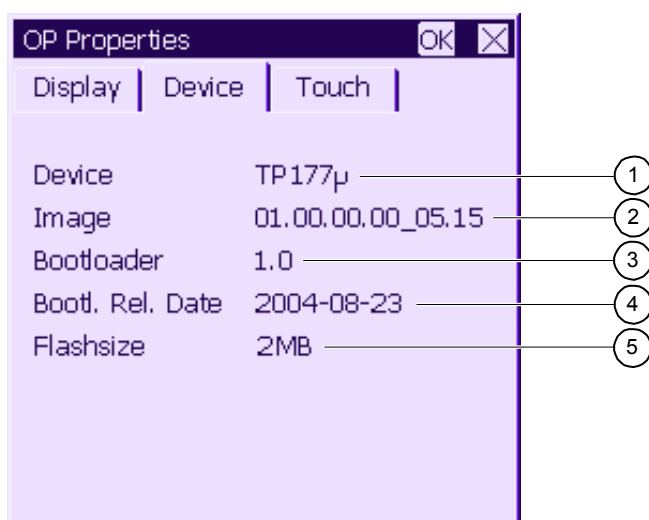 OP Properties OK
Display Device Touch
Device TP177µ 1
Image 01.00.00.00_05.15 2
Bootloader 1.0 3
Bootl. Rel. Date 2004-08-23 4
Flashsize 2MB 5